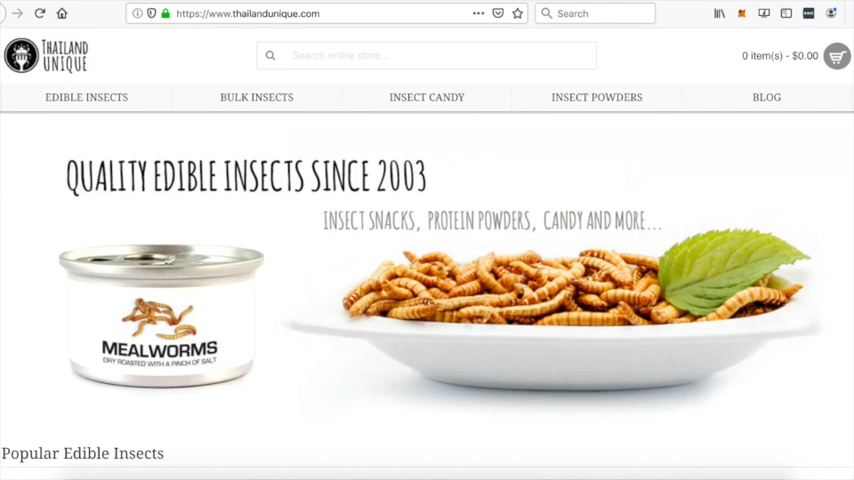 https://www.thailandunique.com
Search
THAILAND
UNIQUE
Search entire store...
0 item(s) - $0.00
EDIBLE INSECTS
BULK INSECTS
INSECT CANDY
INSECT POWDERS
BLOG
QUALITY EDIBLE INSECTS SINCE 2003
INSECT SNACKS, PROTEIN POWDERS, CANDY AND MORE...
MEALWORMS
DRY ROASTED WITH A PINCH OF SALT
Popular Edible Insects